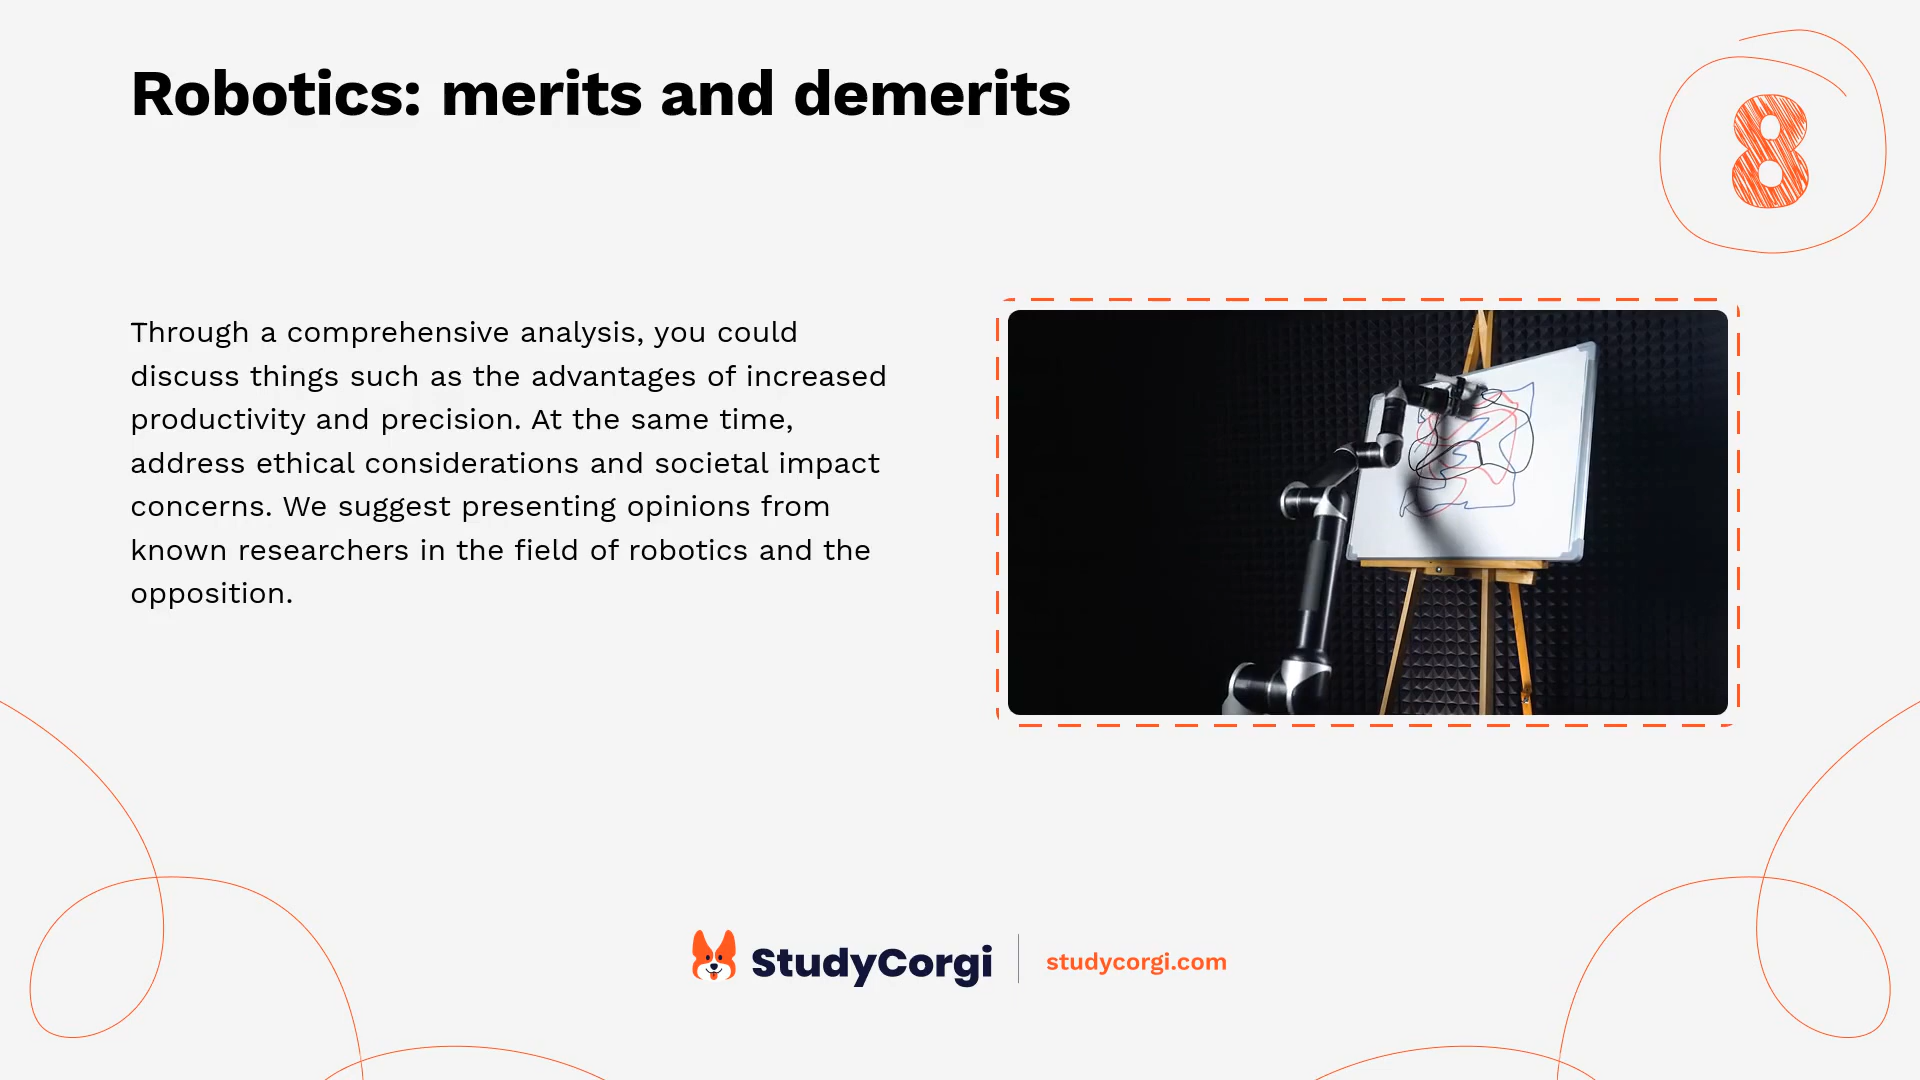 Robotics: merits and demerits
8
Through a comprehensive analysis, you could
discuss things such as the advantages of increased
productivity and precision. At the same time,
address ethical considerations and societal impact
concerns. We suggest presenting opinions from
known researchers in the field of robotics and the
opposition.
StudyCorgi
studycorgi.com